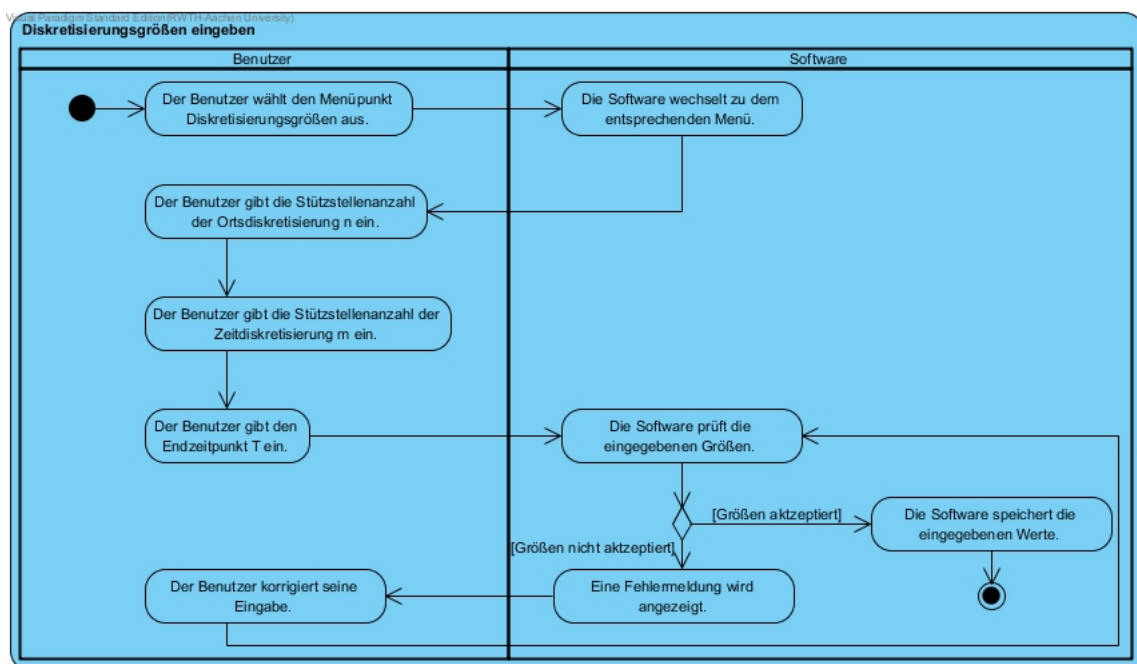 Visual Paradigm Standard Edition(RWTH-Aachen University)
Diskretisierungsgrößen eingeben
Benutzer
Software
Der Benutzer wählt den Menüpunkt
Diskretisierungsgrößen aus.
Die Software wechselt zu dem
entsprechenden Menü.
Der Benutzer gibt die Stützstellenanzahl
der Ortsdiskretisierung n ein.
Der Benutzer gibt die Stützstellenanzahl der
Zeitdiskretisierung m ein.
Der Benutzer gibt den
Endzeitpunkt T ein.
Die Software prüft die
eingegebenen Größen.
[Größen aktzeptiert]
Die Software speichert die
eingegebenen Werte.
[Größen nicht aktzeptiert]
Eine Fehlermeldung wird
angezeigt.
Der Benutzer korrigiert seine
Eingabe.